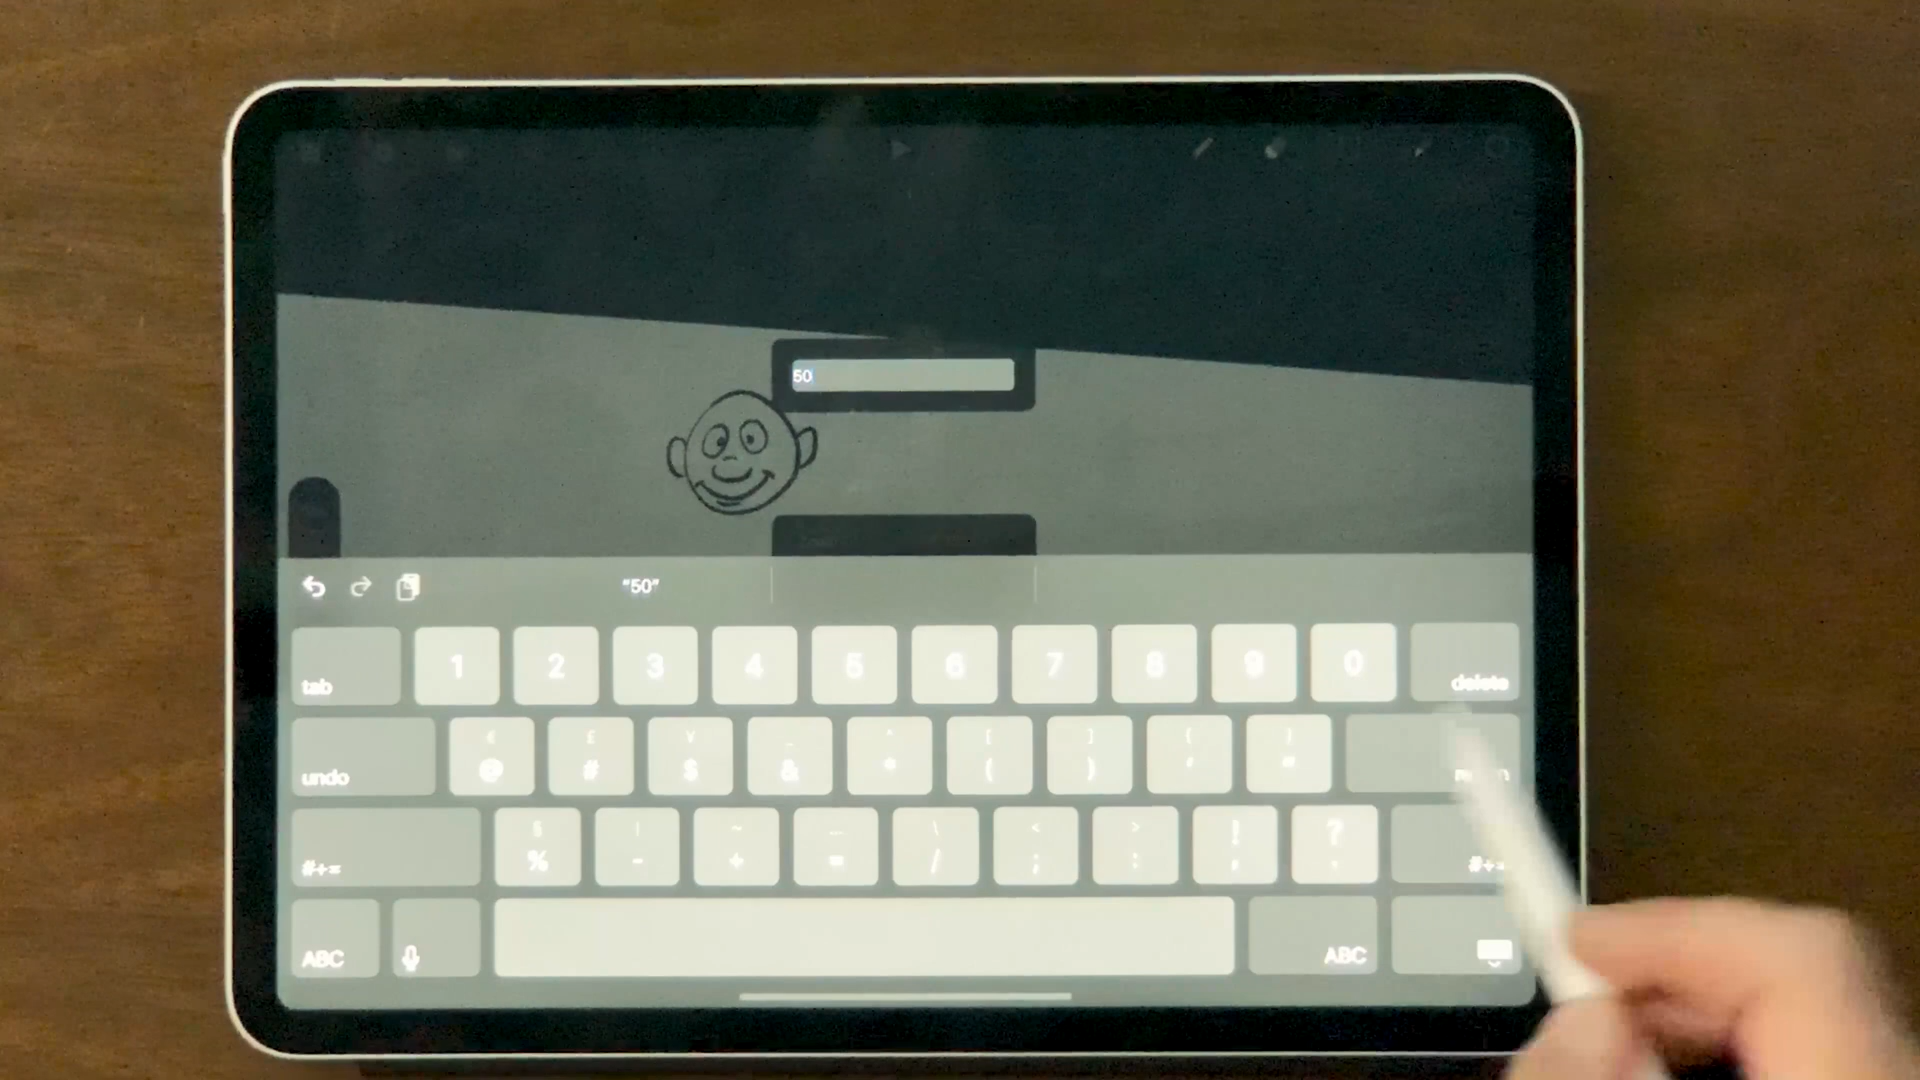 50
"50"
tab 1 2 3 4 5 6 7 8 9 0 delete
undo € @ £ # ¥ $ _ & ^ * [ ( ] ) { ' } "
#+= § % | - ~ + … = \ / < ; > : ! , ? .
ABC ABC